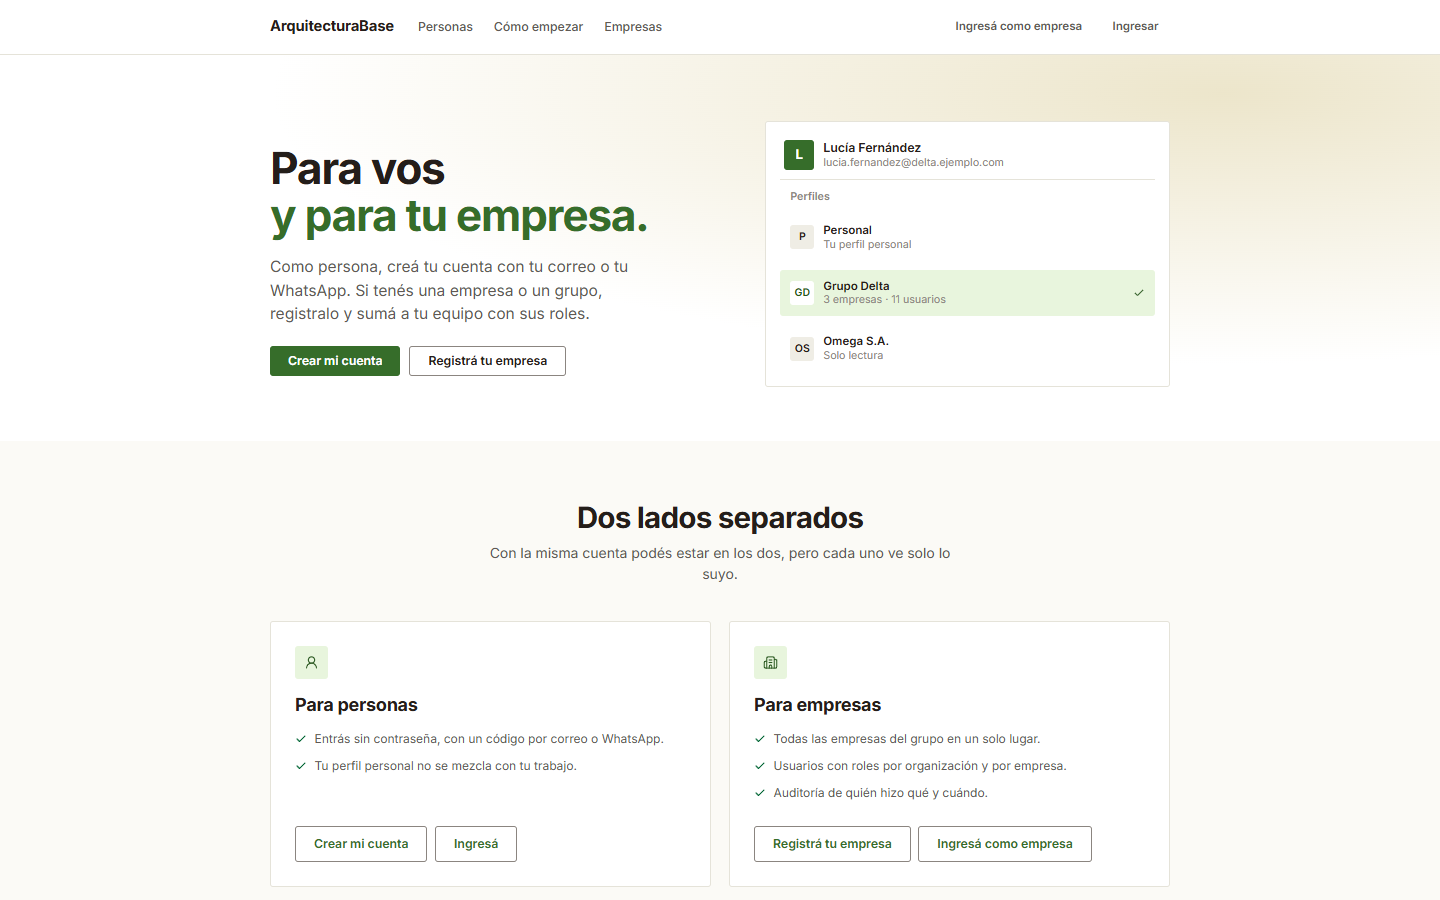 ArquitecturaBase
Personas
Cómo empezar
Empresas
Ingresá como empresa
Ingresar
Para vos
y para tu empresa.
Como persona, creá tu cuenta con tu correo o tu
WhatsApp. Si tenés una empresa o un grupo,
registralo y sumá a tu equipo con sus roles.
Crear mi cuenta
Registrá tu empresa
L
Lucía Fernández
lucia.fernandez@delta.ejemplo.com
Perfiles
P
Personal
Tu perfil personal
GD
Grupo Delta
3 empresas · 11 usuarios
OS
Omega S.A.
Solo lectura
Dos lados separados
Con la misma cuenta podés estar en los dos, pero cada uno ve solo lo
suyo.
Para personas
Entrás sin contraseña, con un código por correo o WhatsApp.
Tu perfil personal no se mezcla con tu trabajo.
Crear mi cuenta
Ingresá
Para empresas
Todas las empresas del grupo en un solo lugar.
Usuarios con roles por organización y por empresa.
Auditoría de quién hizo qué y cuándo.
Registrá tu empresa
Ingresá como empresa